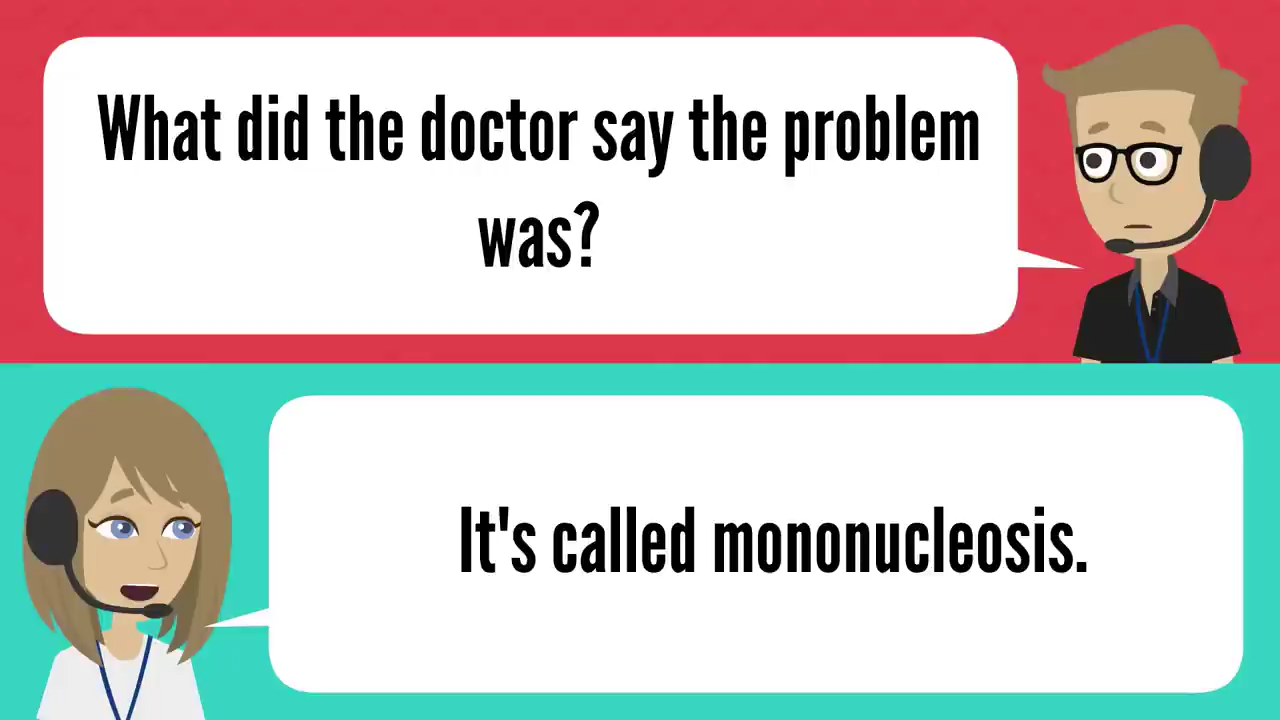 What did the doctor say the problem
was?
It's called mononucleosis.